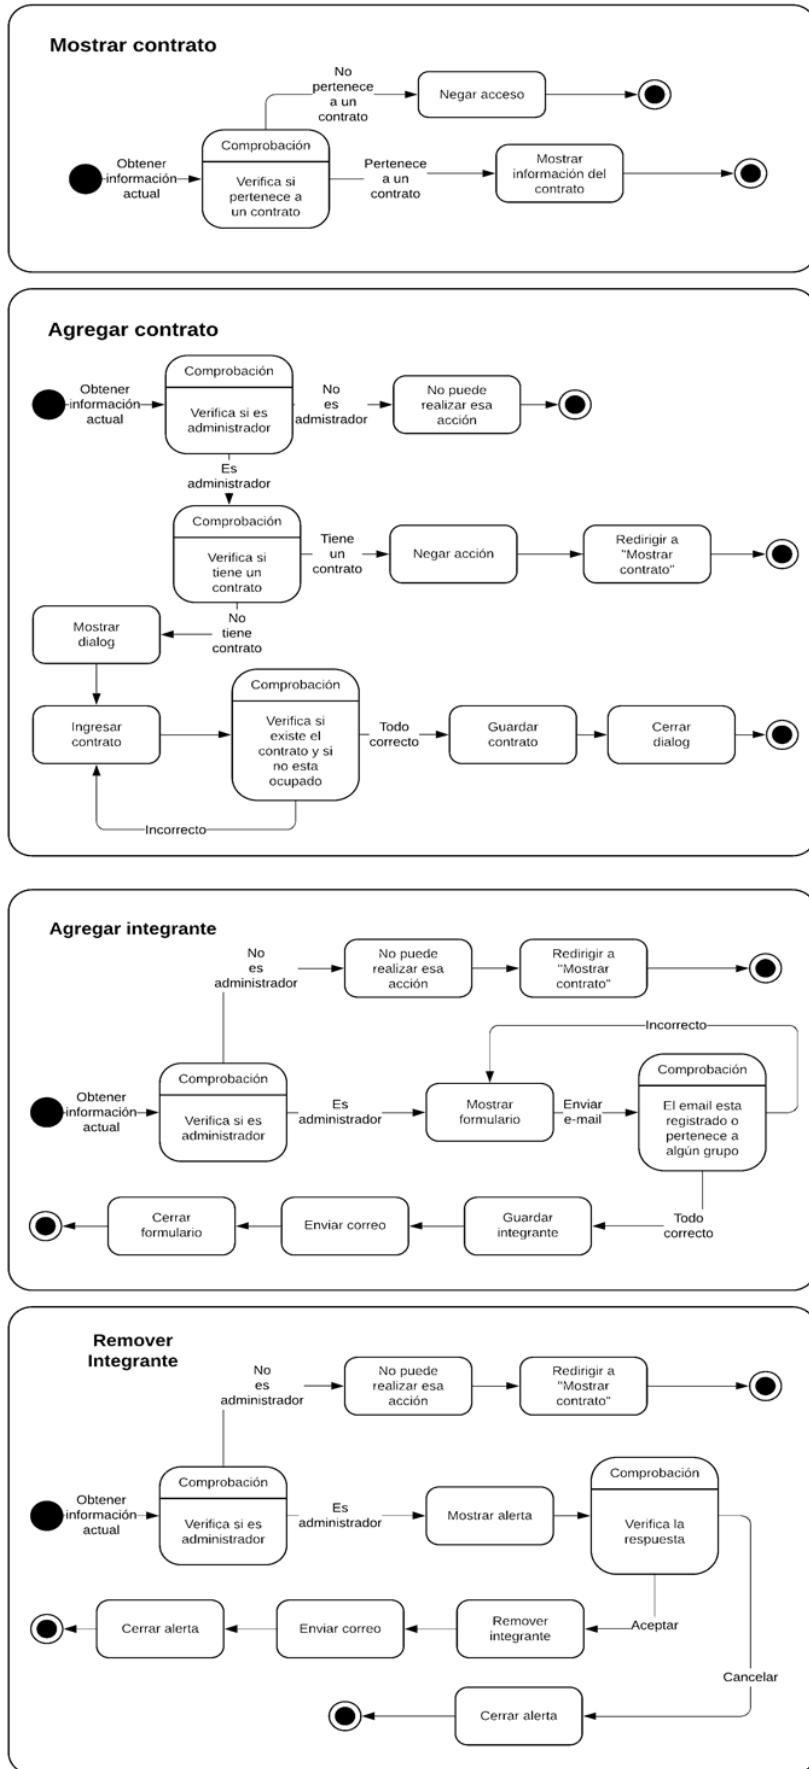 Mostrar contrato
No
pertenece
a un
contrato
Negar acceso
Obtener
información
actual
Comprobación
Verifica si
pertenece a
un contrato
Pertenece
a un
contrato
Mostrar
información del
contrato
Agregar contrato
Obtener
información
actual
Comprobación
Verifica si es
administrador
No
es
admistrador
No puede
realizar esa
acción
Es
administrador
Comprobación
Verifica si
tiene un
contrato
Tiene
un
contrato
Negar acción
Redirigir a
"Mostrar
contrato"
No
tiene
contrato
Mostrar
dialog
Ingresar
contrato
Comprobación
Verifica si
existe el
contrato y si
no esta
ocupado
Todo
correcto
Guardar
contrato
Cerrar
dialog
Incorrecto
Agregar integrante
No
es
administrador
No puede
realizar esa
acción
Redirigir a
"Mostrar
contrato"
Incorrecto
Obtener
información
actual
Comprobación
Verifica si es
administrador
Es
administrador
Mostrar
formulario
Enviar
e-mail
Comprobación
El email esta
registrado o
pertenece a
algún grupo
Todo
correcto
Guardar
integrante
Enviar correo
Cerrar
formulario
Remover
Integrante
No
es
administrador
No puede
realizar esa
acción
Redirigir a
"Mostrar
contrato"
Obtener
información
actual
Comprobación
Verifica si es
administrador
Es
administrador
Mostrar alerta
Comprobación
Verifica la
respuesta
Aceptar
Remover
integrante
Enviar correo
Cerrar alerta
Cancelar
Cerrar alerta